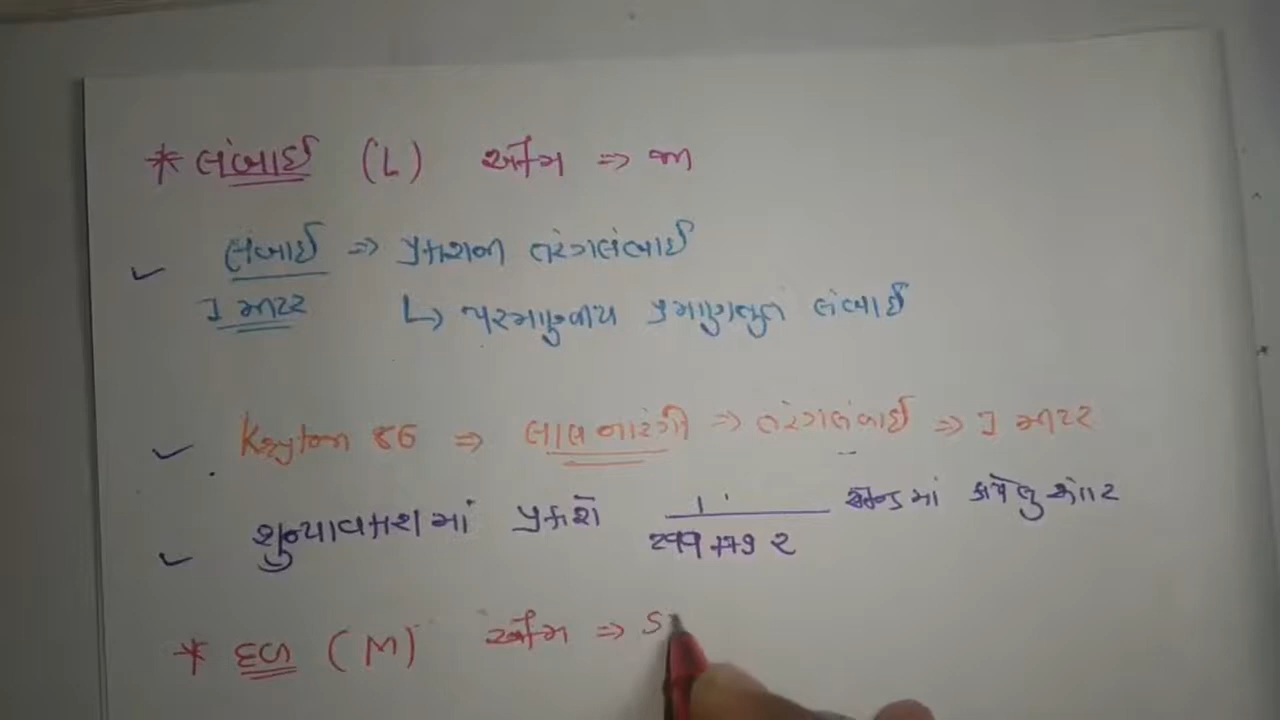 * લંબાઈ (L) એકમ ⇒ m
લંબાઈ ⇒ પ્રકાશન તરંગલંબાઈ
1 મીટર ↳ પરમાણ્વીય પ્રમાણભુત લંબાઈ
Krypton 86 ⇒ લાલ નારંગી ⇒ તરંગલંબાઈ ⇒ 1 મીટર
શુન્યાવકાશમાં પ્રકાશે 1/299792 સેકન્ડમાં કાપેલુ અંતર
* દળ (M) એકમ ⇒